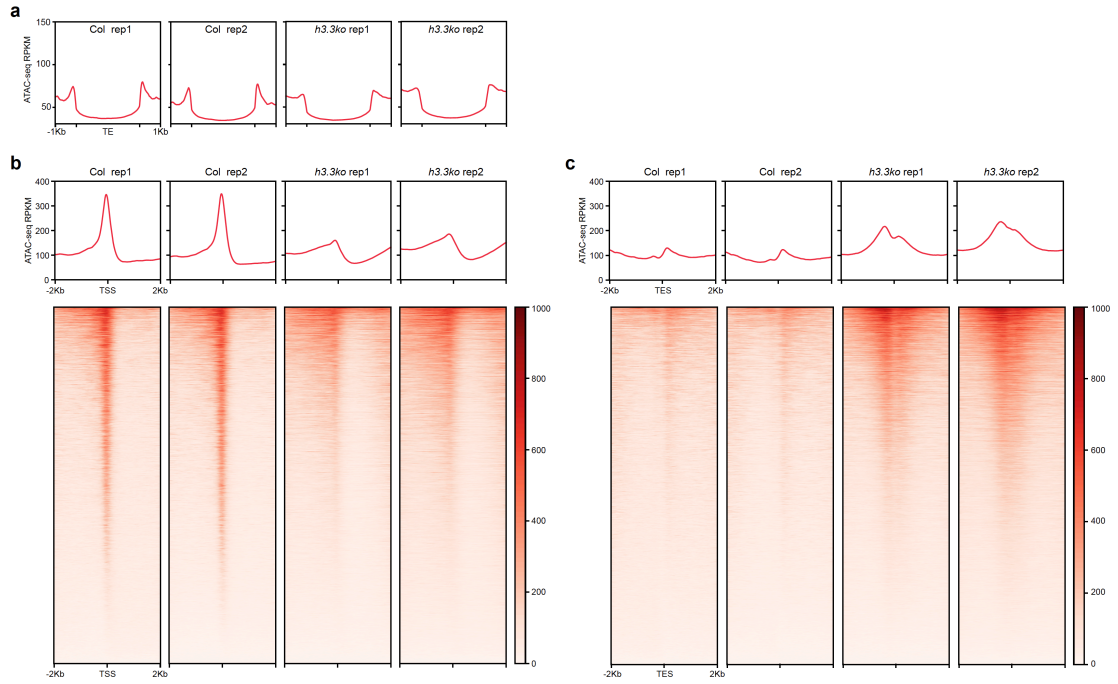 a
Col rep1
Col rep2
h3.3ko rep1
h3.3ko rep2
ATAC-seq RPKM
150
100
50
-1Kb
TE
1Kb
b
Col rep1
Col rep2
h3.3ko rep1
h3.3ko rep2
ATAC-seq RPKM
400
300
200
100
0
-2Kb
TSS
2Kb
1000
800
600
400
200
0
-2Kb
TSS
2Kb
c
Col rep1
Col rep2
h3.3ko rep1
h3.3ko rep2
ATAC-seq RPKM
400
300
200
100
0
-2Kb
TES
2Kb
1000
800
600
400
200
0
-2Kb
TES
2Kb